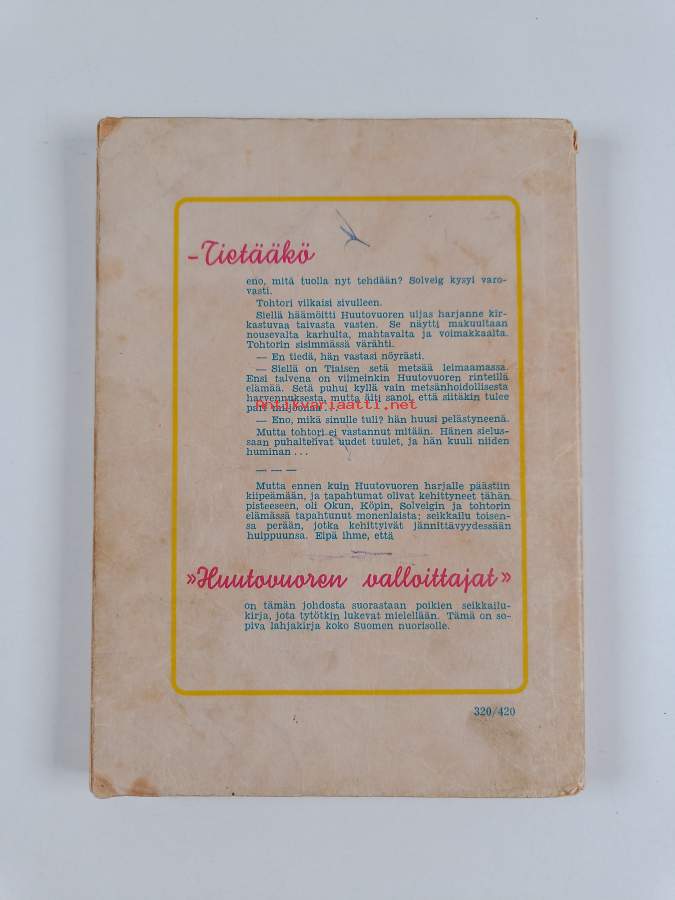 –Tietääkö
eno, mitä tuolla nyt tehdään? Solveig kysyi varo-
vasti.
Tohtori vilkaisi sivulleen.
Siellä häämöitti Huutovuoren uljas harjanne kir-
kastuvaa taivasta vasten. Se näytti makuultaan
nousevalta karhulta, mahtavalta ja voimakkaalta.
Tohtorin sisimmässä värähti.
— En tiedä, hän vastasi nöyrästi.
— Siellä on Tiaisen setä metsää leimaamassa.
Ensi talvena on viimeinkin Huutovuoren rinteillä
elämää. Setä puhui kyllä vain metsänhoidollisesta
harvennuksesta, mutta äiti sanoi, että siitäkin tulee
pari miljoonaa...
Antikvariaatti.net
— Eno, mikä sinulle tuli? hän huusi pelästyneenä.
Mutta tohtori ej vastannut mitään. Hänen sielus-
saan puhaltelivat uudet tuulet, ja hän kuuli niiden
huminan ...
— — —
Mutta ennen kuin Huutovuoren harjalle päästiin
kiipeämään, ja tapahtumat olivat kehittyneet tähän
pisteeseen, oli Okun, Köpin, Solveigin ja tohtorin
elämässä tapahtunut monenlaista; seikkailu toisen-
sa perään, jotka kehittyivät jännittävyydessään
huippuunsa. Eipä ihme, että
»Huutovuoren valloittajat»
on tämän johdosta suorastaan poikien seikkailu-
kirja, jota tytötkin lukevat mielellään. Tämä on so-
piva lahjakirja koko Suomen nuorisolle.
320/420